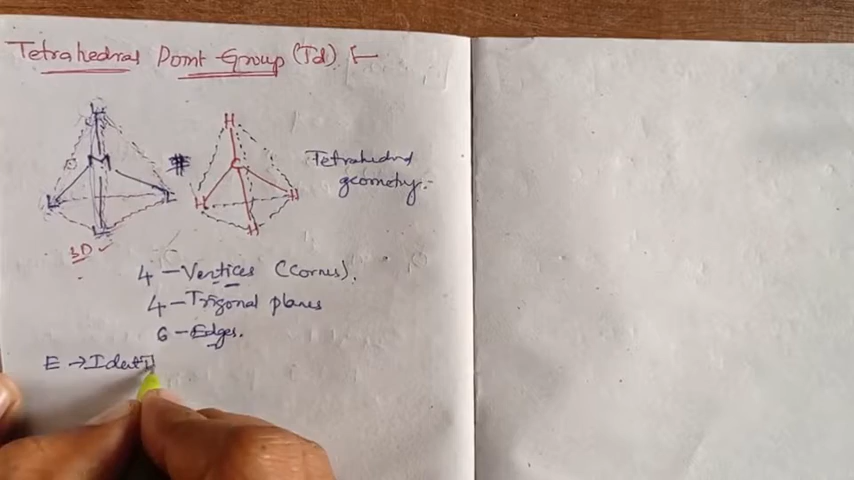 Tetrahedral Point Group (Td) :-
H
H
L
M
L
C
H
H
H
Tetrahedral
geometry.
3D ✓
4 - Vertices (Corners).
4 - Trigonal planes
6 - Edges.
E → Identi